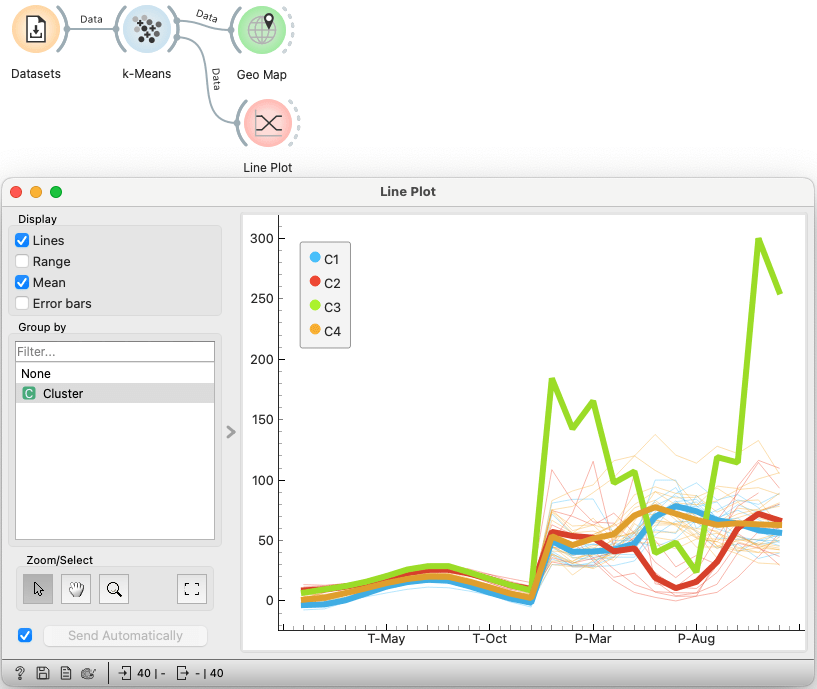 Data
Data
Data
Datasets
k-Means
Geo Map
Line Plot
Line Plot
Display
Lines
Range
Mean
Error bars
Group by
Filter...
None
C Cluster
Zoom/Select
Send Automatically
300
250
200
150
100
50
0
C1
C2
C3
C4
T-May T-Oct P-Mar P-Aug
? 40 | - - | 40